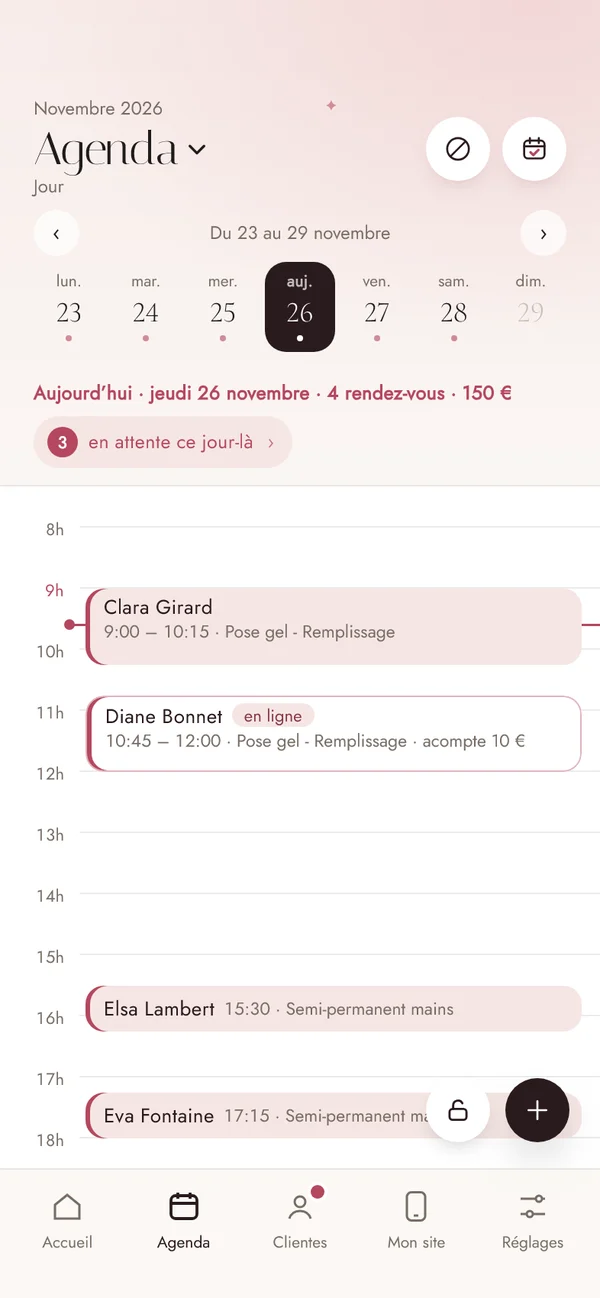 Novembre 2026
Agenda
Jour
‹ Du 23 au 29 novembre ›
lun. mar. mer. auj. ven. sam. dim.
23 24 25 26 27 28 29
Aujourd’hui · jeudi 26 novembre · 4 rendez-vous · 150 €
3 en attente ce jour-là ›
8h
9h
Clara Girard
9:00 – 10:15 · Pose gel - Remplissage
10h
11h
Diane Bonnet en ligne
10:45 – 12:00 · Pose gel - Remplissage · acompte 10 €
12h
13h
14h
15h
Elsa Lambert 15:30 · Semi-permanent mains
16h
17h
Eva Fontaine 17:15 · Semi-permanent
18h
Accueil Agenda Clientes Mon site Réglages